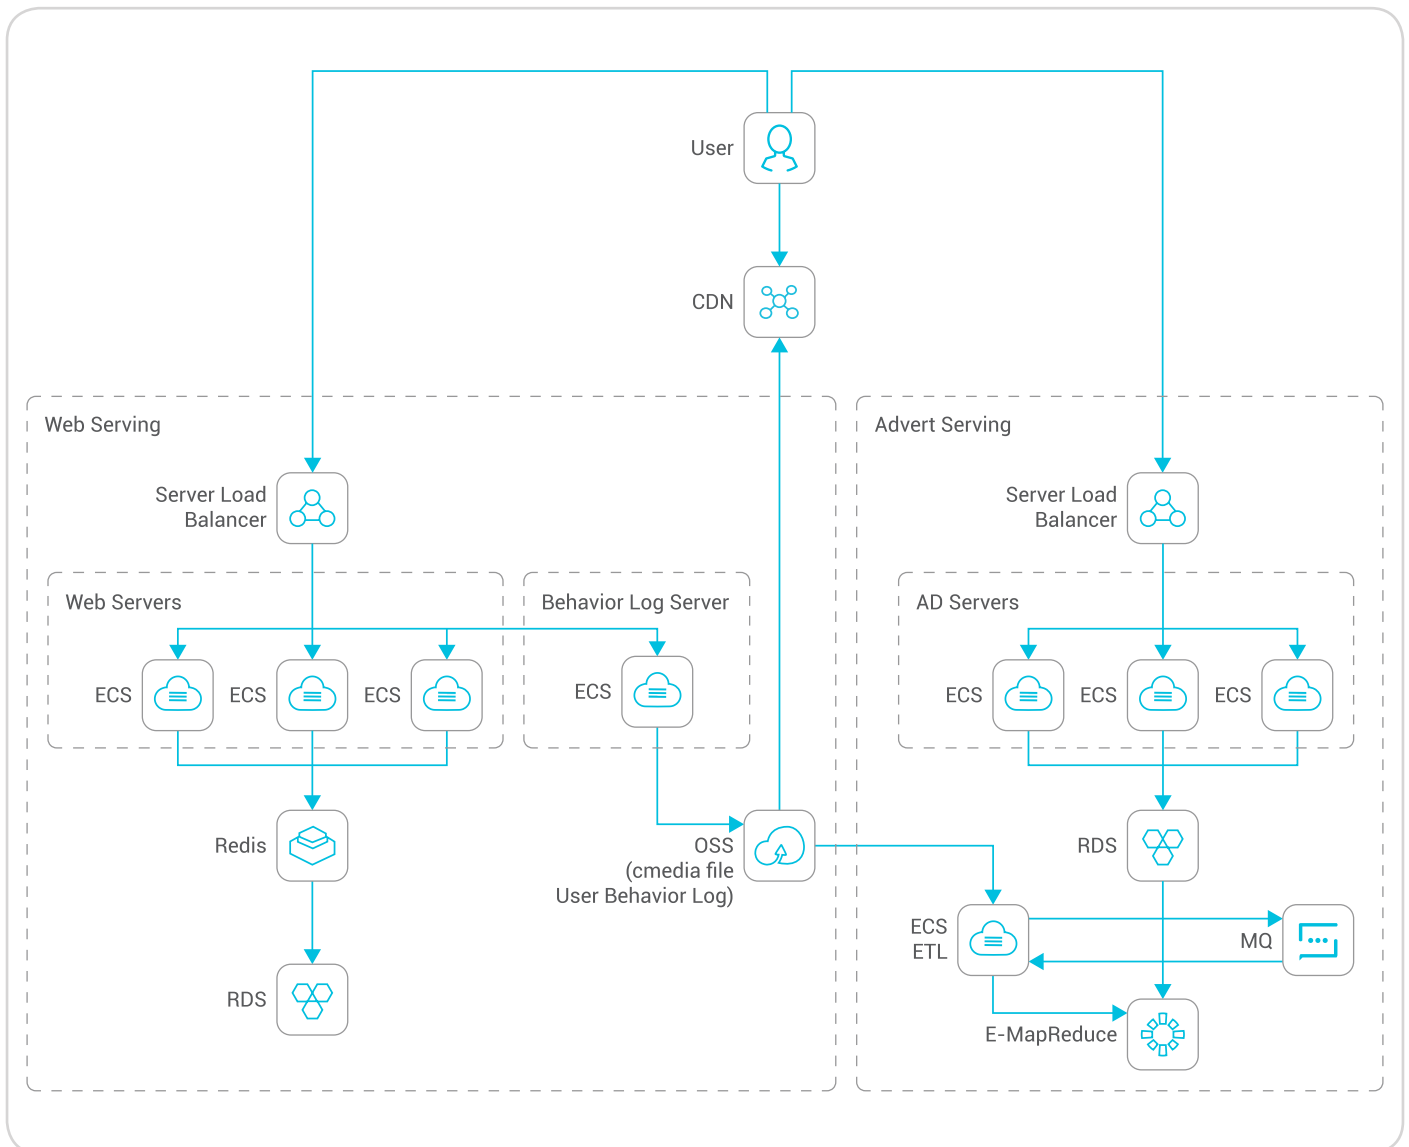 User
CDN
Web Serving
Advert Serving
Server Load
Balancer
Server Load
Balancer
Web Servers
Behavior Log Server
AD Servers
ECS
ECS
ECS
ECS
ECS
ECS
ECS
Redis
OSS
(cmedia file
User Behavior Log)
RDS
ECS
ETL
MQ
RDS
E-MapReduce